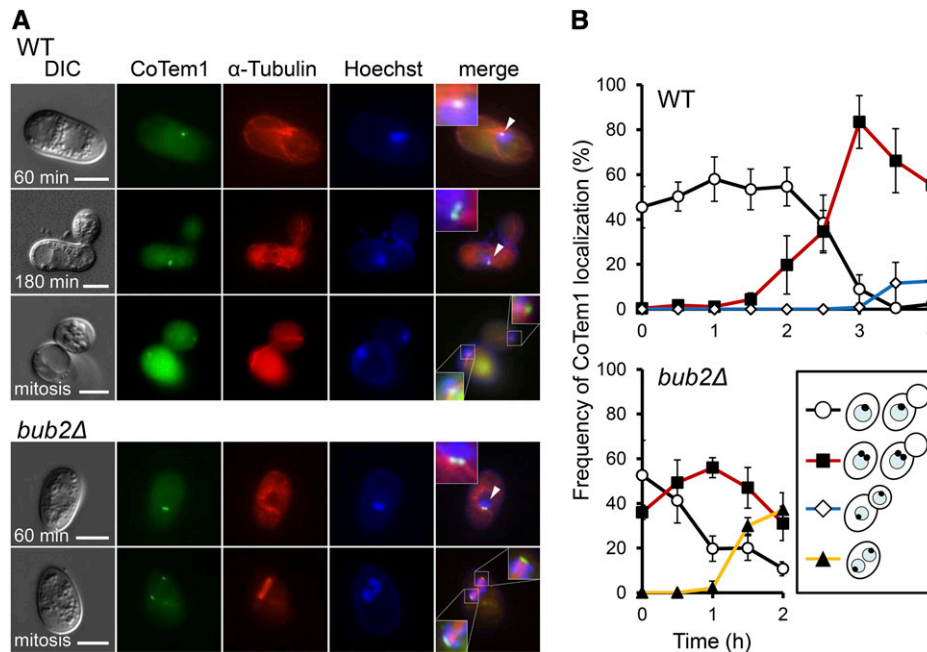 A
WT
DIC CoTem1 α-Tubulin Hoechst merge
60 min
180 min
mitosis
bub2Δ
60 min
mitosis
B
Frequency of CoTem1 localization (%)
WT
100
80
60
40
20
0
0 1 2 3
bub2Δ
100
80
60
40
20
0
0 1 2
Time (h)